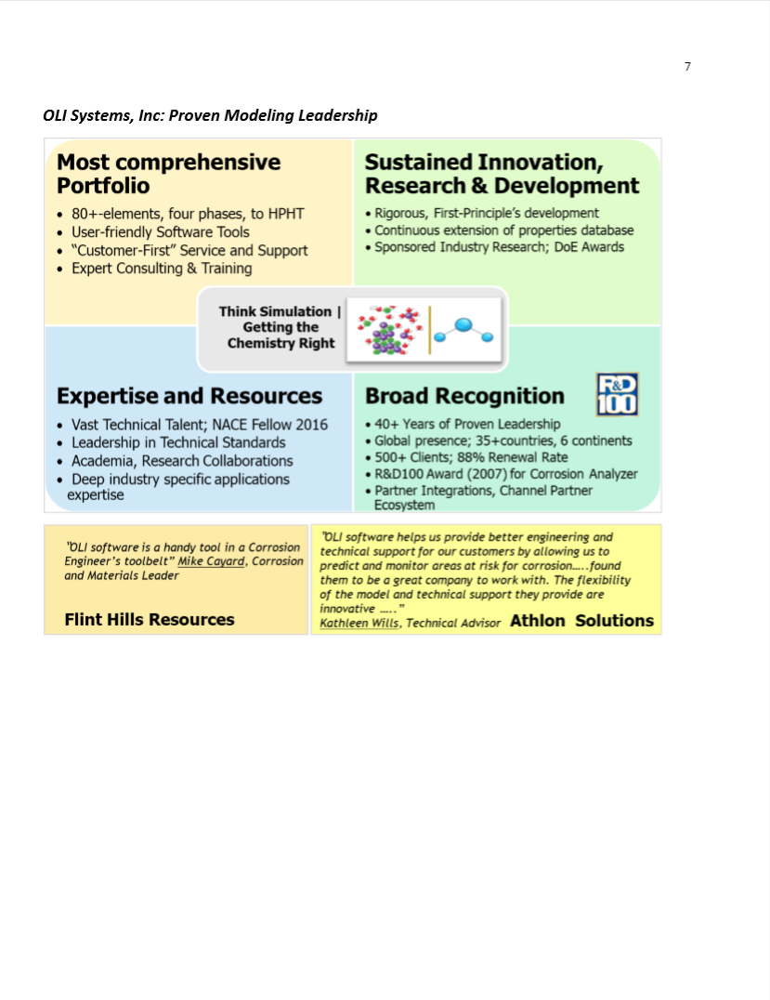 7
OLI Systems, Inc: Proven Modeling Leadership
Most comprehensive
Portfolio
• 80+-elements, four phases, to HPHT
• User-friendly Software Tools
• “Customer-First” Service and Support
• Expert Consulting & Training
Sustained Innovation,
Research & Development
• Rigorous, First-Principle’s development
• Continuous extension of properties database
• Sponsored Industry Research; DoE Awards
Think Simulation |
Getting the
Chemistry Right
Expertise and Resources
• Vast Technical Talent; NACE Fellow 2016
• Leadership in Technical Standards
• Academia, Research Collaborations
• Deep industry specific applications
expertise
Broad Recognition
R&D
100
• 40+ Years of Proven Leadership
• Global presence; 35+countries, 6 continents
• 500+ Clients; 88% Renewal Rate
• R&D100 Award (2007) for Corrosion Analyzer
• Partner Integrations, Channel Partner
Ecosystem
“OLI software is a handy tool in a Corrosion
Engineer’s toolbelt” Mike Cayard, Corrosion
and Materials Leader
Flint Hills Resources
“OLI software helps us provide better engineering and
technical support for our customers by allowing us to
predict and monitor areas at risk for corrosion…..found
them to be a great company to work with. The flexibility
of the model and technical support they provide are
innovative …..”
Kathleen Wills, Technical Advisor Athlon Solutions